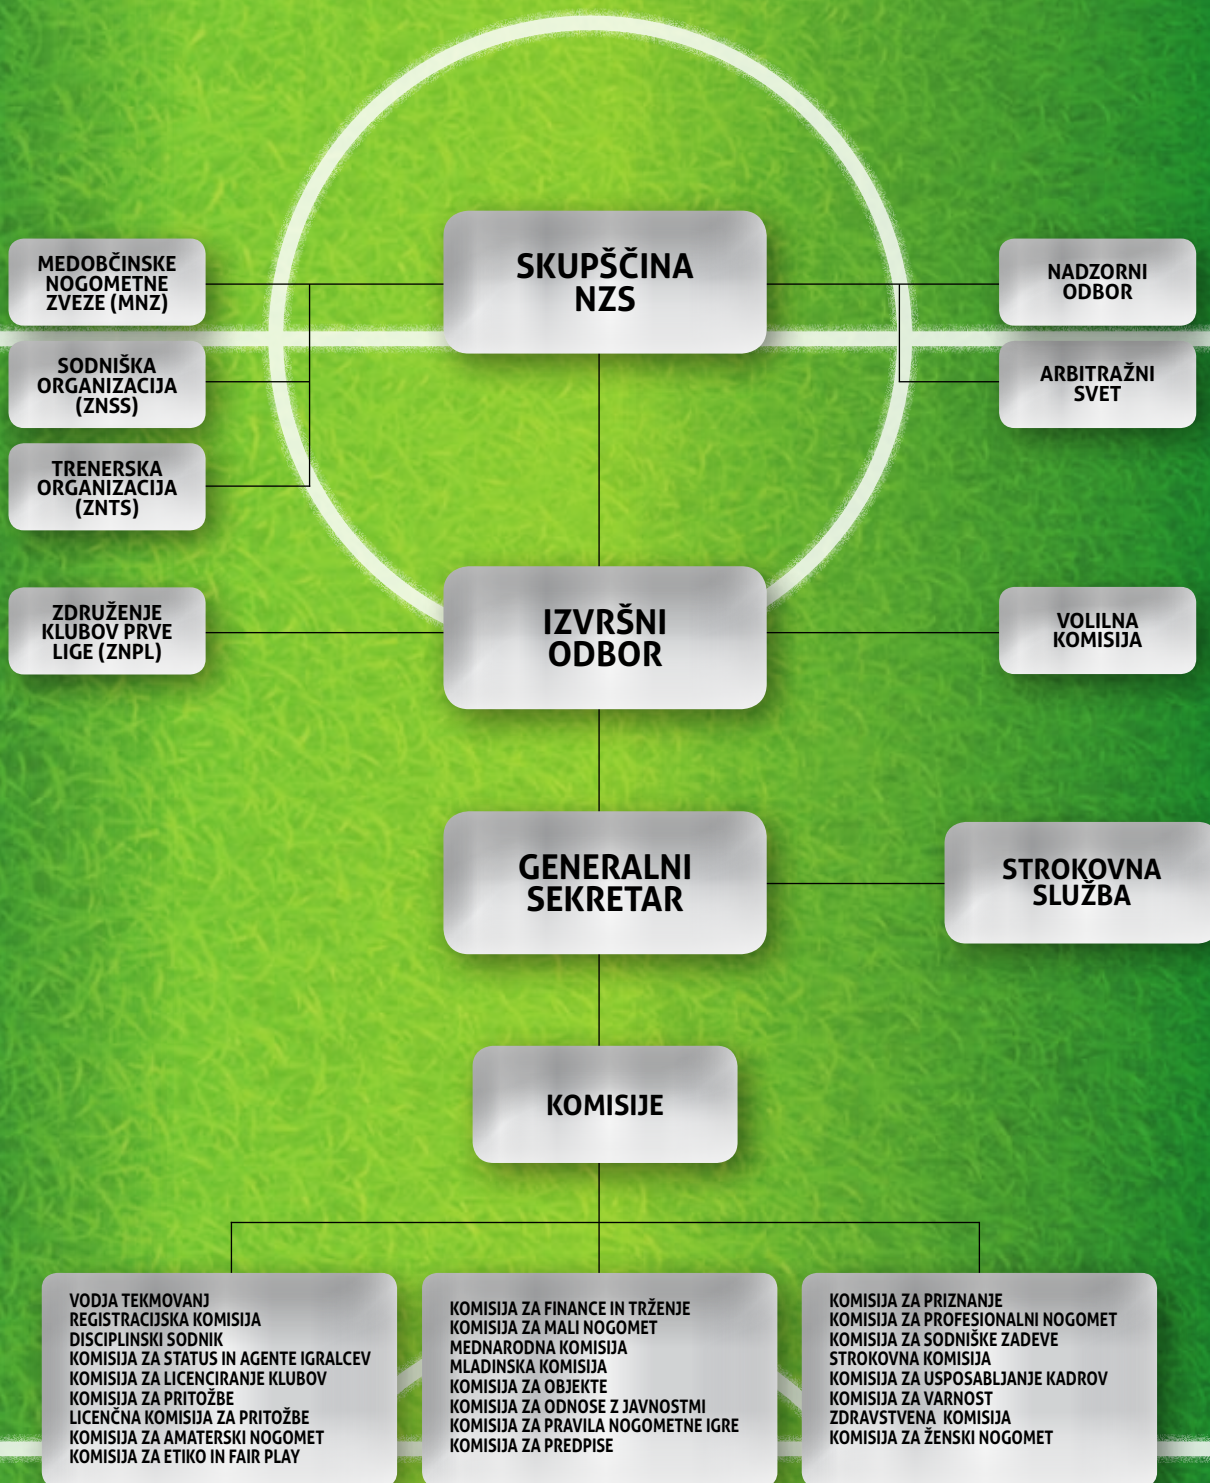 SKUPŠČINA
NZS
MEDOBČINSKE
NOGOMETNE
ZVEZE (MNZ)
NADZORNI
ODBOR
SODNIŠKA
ORGANIZACIJA
(ZNSS)
ARBITRAŽNI
SVET
TRENERSKA
ORGANIZACIJA
(ZNTS)
ZDRUŽENJE
KLUBOV PRVE
LIGE (ZNPL)
IZVRŠNI
ODBOR
VOLILNA
KOMISIJA
GENERALNI
SEKRETAR
STROKOVNA
SLUŽBA
KOMISIJE
VODJA TEKMOVANJ
REGISTRACIJSKA KOMISIJA
DISCIPLINSKI SODNIK
KOMISIJA ZA STATUS IN AGENTE IGRALCEV
KOMISIJA ZA LICENCIRANJE KLUBOV
KOMISIJA ZA PRITOŽBE
LICENČNA KOMISIJA ZA PRITOŽBE
KOMISIJA ZA AMATERSKI NOGOMET
KOMISIJA ZA ETIKO IN FAIR PLAY
KOMISIJA ZA FINANCE IN TRŽENJE
KOMISIJA ZA MALI NOGOMET
MEDNARODNA KOMISIJA
MLADINSKA KOMISIJA
KOMISIJA ZA OBJEKTE
KOMISIJA ZA ODNOSE Z JAVNOSTMI
KOMISIJA ZA PRAVILA NOGOMETNE IGRE
KOMISIJA ZA PREDPISE
KOMISIJA ZA PRIZNANJE
KOMISIJA ZA PROFESIONALNI NOGOMET
KOMISIJA ZA SODNIŠKE ZADEVE
STROKOVNA KOMISIJA
KOMISIJA ZA USPOSABLJANJE KADROV
KOMISIJA ZA VARNOST
ZDRAVSTVENA KOMISIJA
KOMISIJA ZA ŽENSKI NOGOMET